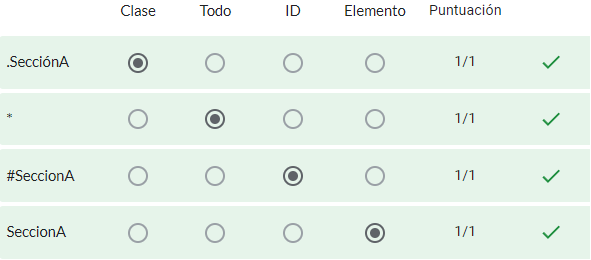 Clase Todo ID Elemento Puntuación
.SecciónA 1/1
* 1/1
#SeccionA 1/1
SeccionA 1/1